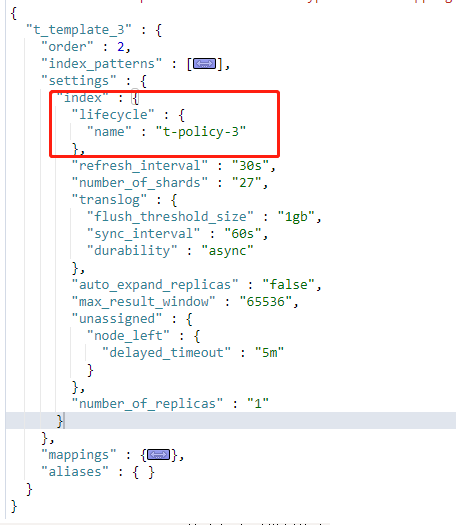 {
"t_template_3" : {
"order" : 2,
"index_patterns" : [],
"settings" : {
"index" : {
"lifecycle" : {
"name" : "t-policy-3"
},
"refresh_interval" : "30s",
"number_of_shards" : "27",
"translog" : {
"flush_threshold_size" : "1gb",
"sync_interval" : "60s",
"durability" : "async"
},
"auto_expand_replicas" : "false",
"max_result_window" : "65536",
"unassigned" : {
"node_left" : {
"delayed_timeout" : "5m"
}
},
"number_of_replicas" : "1"
}
},
"mappings" : {},
"aliases" : { }
}
}